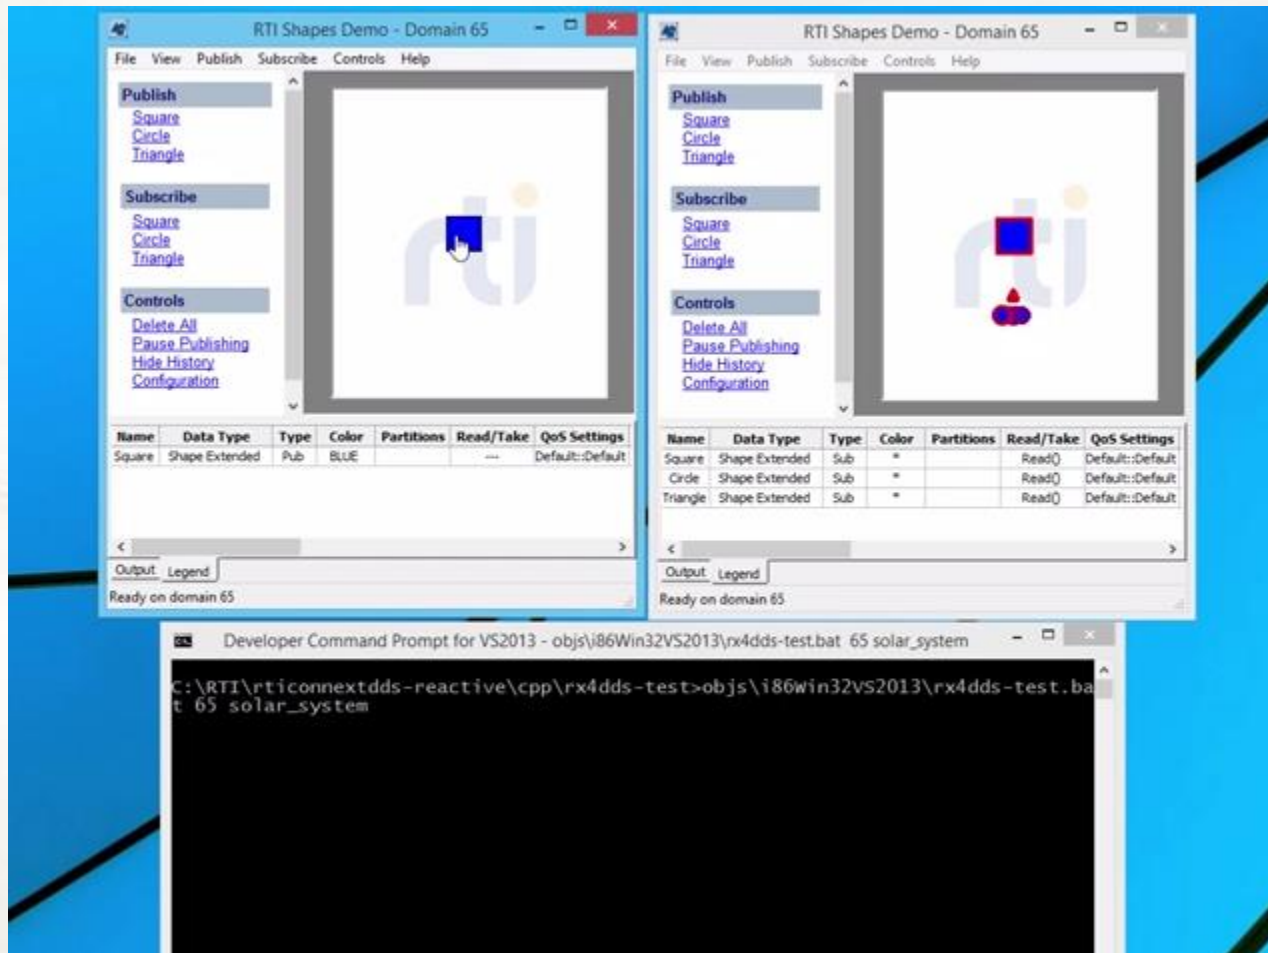 RTI Shapes Demo - Domain 65
File View Publish Subscribe Controls Help
Publish
Square
Circle
Triangle
Subscribe
Square
Circle
Triangle
Controls
Delete All
Pause Publishing
Hide History
Configuration
rti
Name Data Type Type Color Partitions Read/Take QoS Settings
Square Shape Extended Pub BLUE --- Default::Default
Output Legend
Ready on domain 65
RTI Shapes Demo - Domain 65
File View Publish Subscribe Controls Help
Publish
Square
Circle
Triangle
Subscribe
Square
Circle
Triangle
Controls
Delete All
Pause Publishing
Hide History
Configuration
rti
Name Data Type Type Color Partitions Read/Take QoS Settings
Square Shape Extended Sub * Read() Default::Default
Circle Shape Extended Sub * Read() Default::Default
Triangle Shape Extended Sub * Read() Default::Default
Output Legend
Ready on domain 65
Developer Command Prompt for VS2013 - objs\i86Win32VS2013\rx4dds-test.bat 65 solar_system
C:\RTI\rticonnextdds-reactive\cpp\rx4dds-test>objs\i86Win32VS2013\rx4dds-test.ba
t 65 solar_system